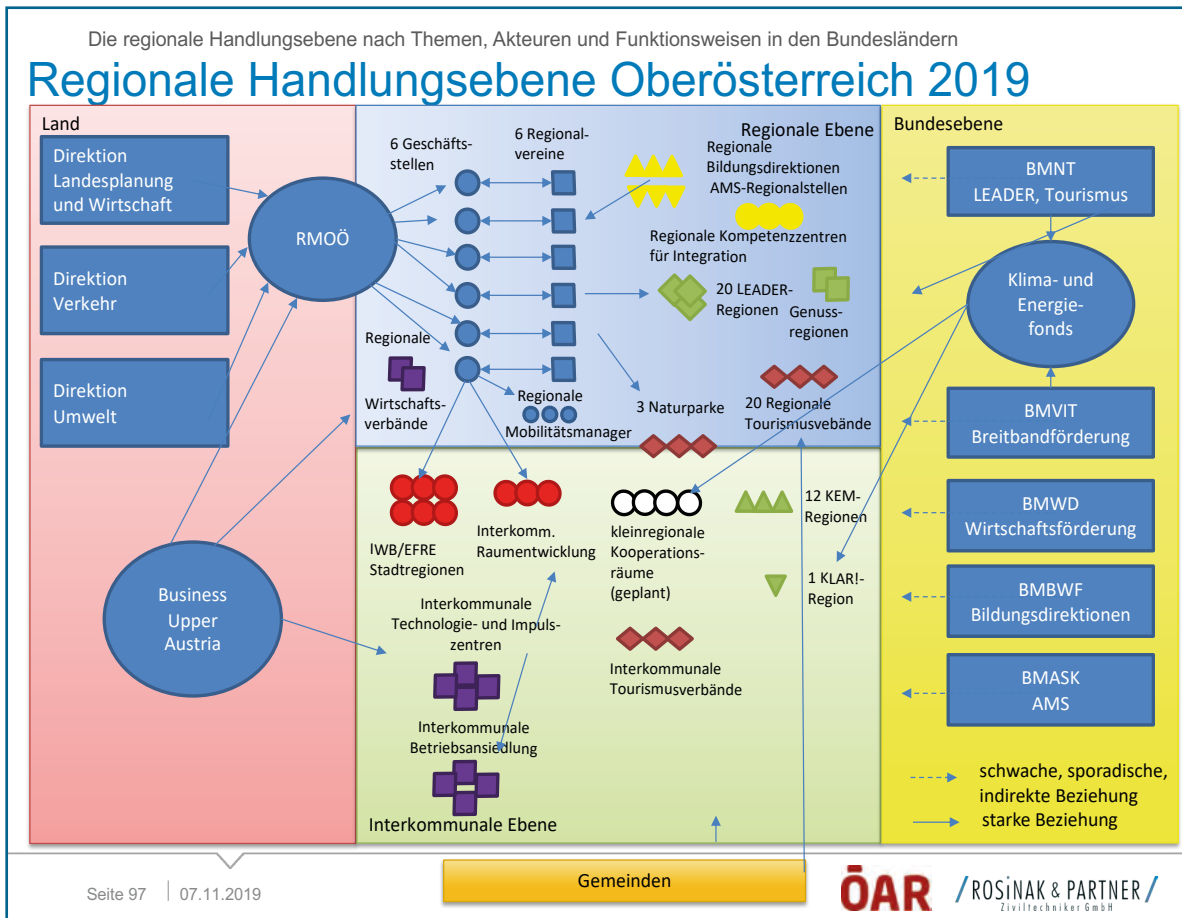 Die regionale Handlungsebene nach Themen, Akteuren und Funktionsweisen in den Bundesländern
Regionale Handlungsebene Oberösterreich 2019
Land
Direktion
Landesplanung
und Wirtschaft
Direktion
Verkehr
Direktion
Umwelt
RMOÖ
Business
Upper
Austria
6 Geschäfts-
stellen
6 Regional-
vereine
Regionale Ebene
Regionale
Bildungsdirektionen
AMS-Regionalstellen
Regionale Kompetenzzentren
für Integration
20 LEADER-
Regionen
Genuss-
regionen
Regionale
Wirtschafts-
verbände
Regionale
Mobilitätsmanager
3 Naturparke
20 Regionale
Tourismusvebände
IWB/EFRE
Stadtregionen
Interkomm.
Raumentwicklung
kleinregionale
Kooperations-
räume
(geplant)
12 KEM-
Regionen
1 KLAR!-
Region
Interkommunale
Technologie- und Impuls-
zentren
Interkommunale
Tourismusverbände
Interkommunale
Betriebsansiedlung
Interkommunale Ebene
Bundesebene
BMNT
LEADER, Tourismus
Klima- und
Energie-
fonds
BMVIT
Breitbandförderung
BMWD
Wirtschaftsförderung
BMBWF
Bildungsdirektionen
BMASK
AMS
schwache, sporadische,
indirekte Beziehung
starke Beziehung
Gemeinden
Seite 97
07.11.2019
ÖAR
/ROSiNAK & PARTNER/
Ziviltechniker GmbH